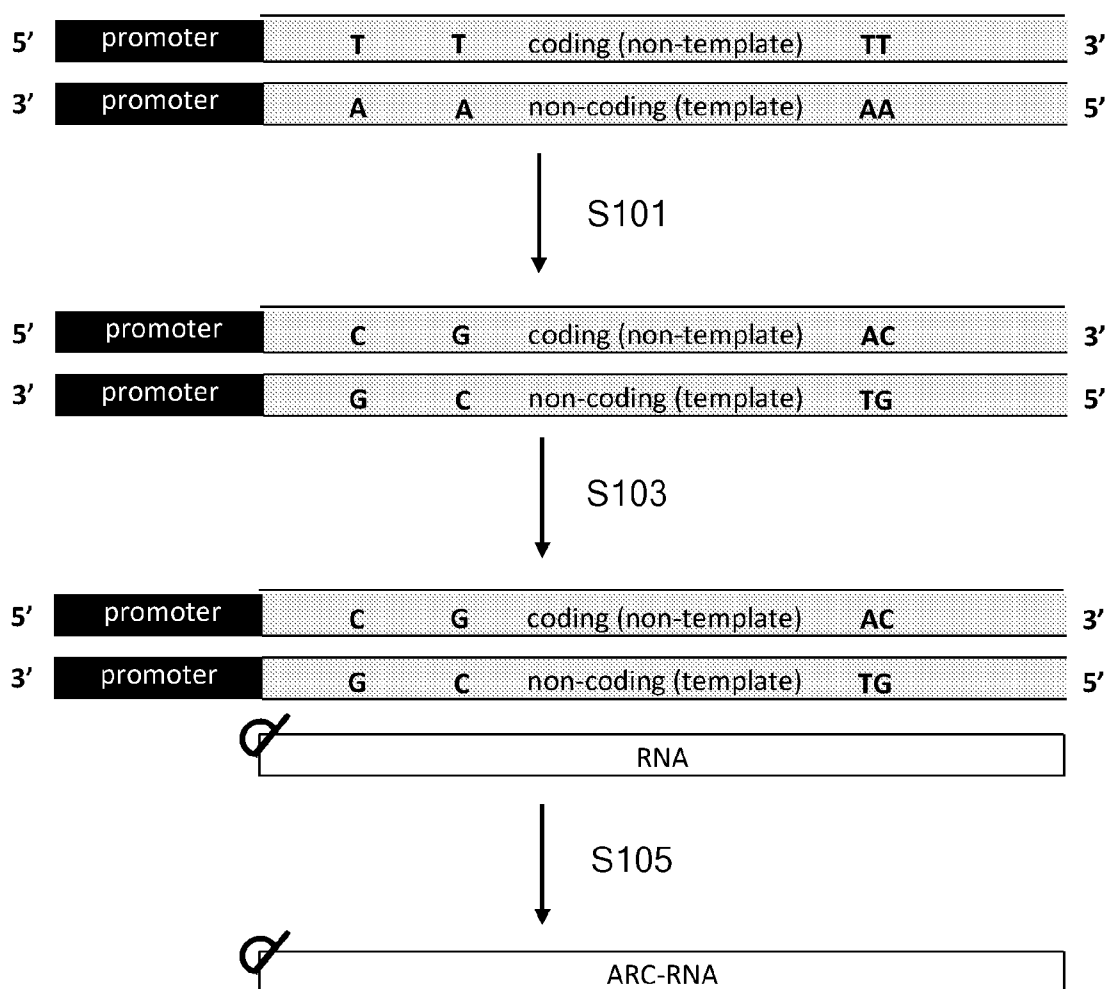 5’ promoter T T coding (non-template) TT 3’
3’ promoter A A non-coding (template) AA 5’
S101
5’ promoter C G coding (non-template) AC 3’
3’ promoter G C non-coding (template) TG 5’
S103
5’ promoter C G coding (non-template) AC 3’
3’ promoter G C non-coding (template) TG 5’
RNA
S105
ARC-RNA